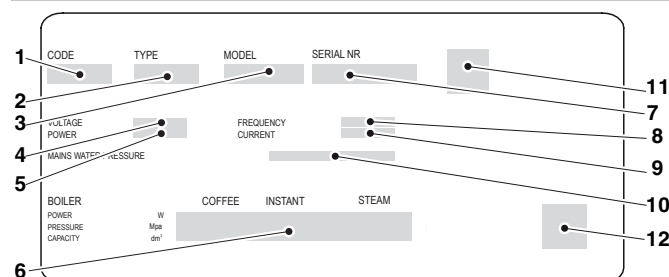 1 CODE TYPE MODEL SERIAL NR
11
2
3 7
VOLTAGE FREQUENCY
4 8
POWER CURRENT
5 MAINS WATER PRESSURE 9
10
BOILER COFFEE INSTANT STEAM
POWER W
PRESSURE Mpa
CAPACITY dm³
12
6